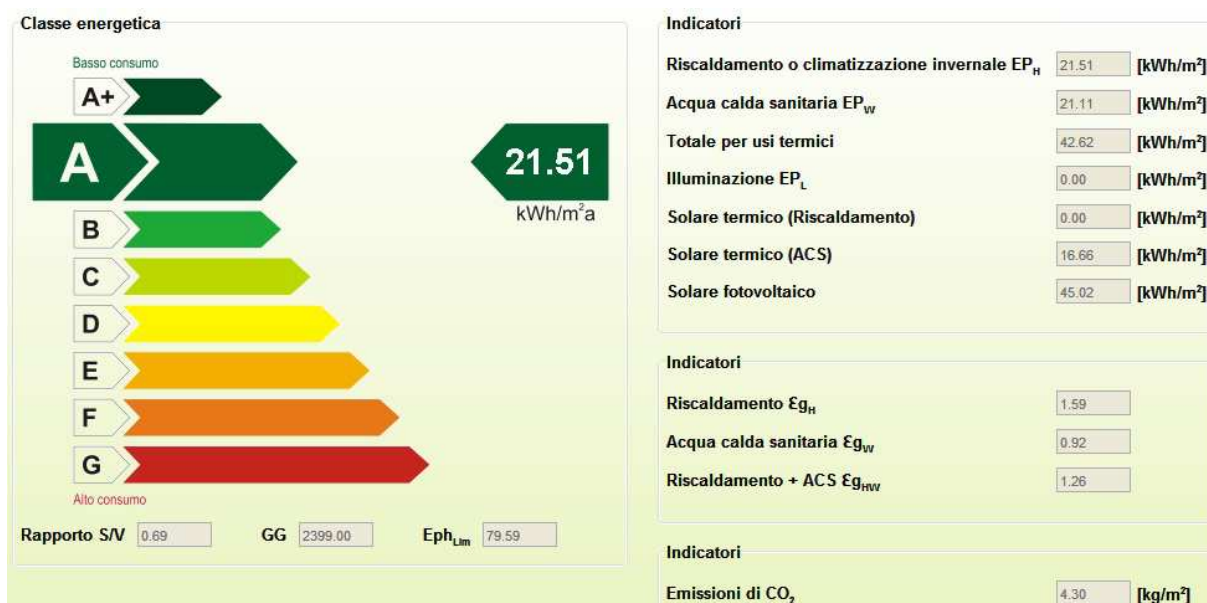 Classe energetica
Basso consumo
A+
A
21.51
kWh/m²a
B
C
D
E
F
G
Alto consumo
Rapporto S/V 0.69 GG 2399.00 Eph_Lim 79.59
Indicatori
Riscaldamento o climatizzazione invernale EP_H 21.51 [kWh/m²]
Acqua calda sanitaria EP_W 21.11 [kWh/m²]
Totale per usi termici 42.62 [kWh/m²]
Illuminazione EP_L 0.00 [kWh/m²]
Solare termico (Riscaldamento) 0.00 [kWh/m²]
Solare termico (ACS) 16.66 [kWh/m²]
Solare fotovoltaico 45.02 [kWh/m²]
Indicatori
Riscaldamento Ɛg_H 1.59
Acqua calda sanitaria Ɛg_W 0.92
Riscaldamento + ACS Ɛg_HW 1.26
Indicatori
Emissioni di CO₂ 4.30 [kg/m²]